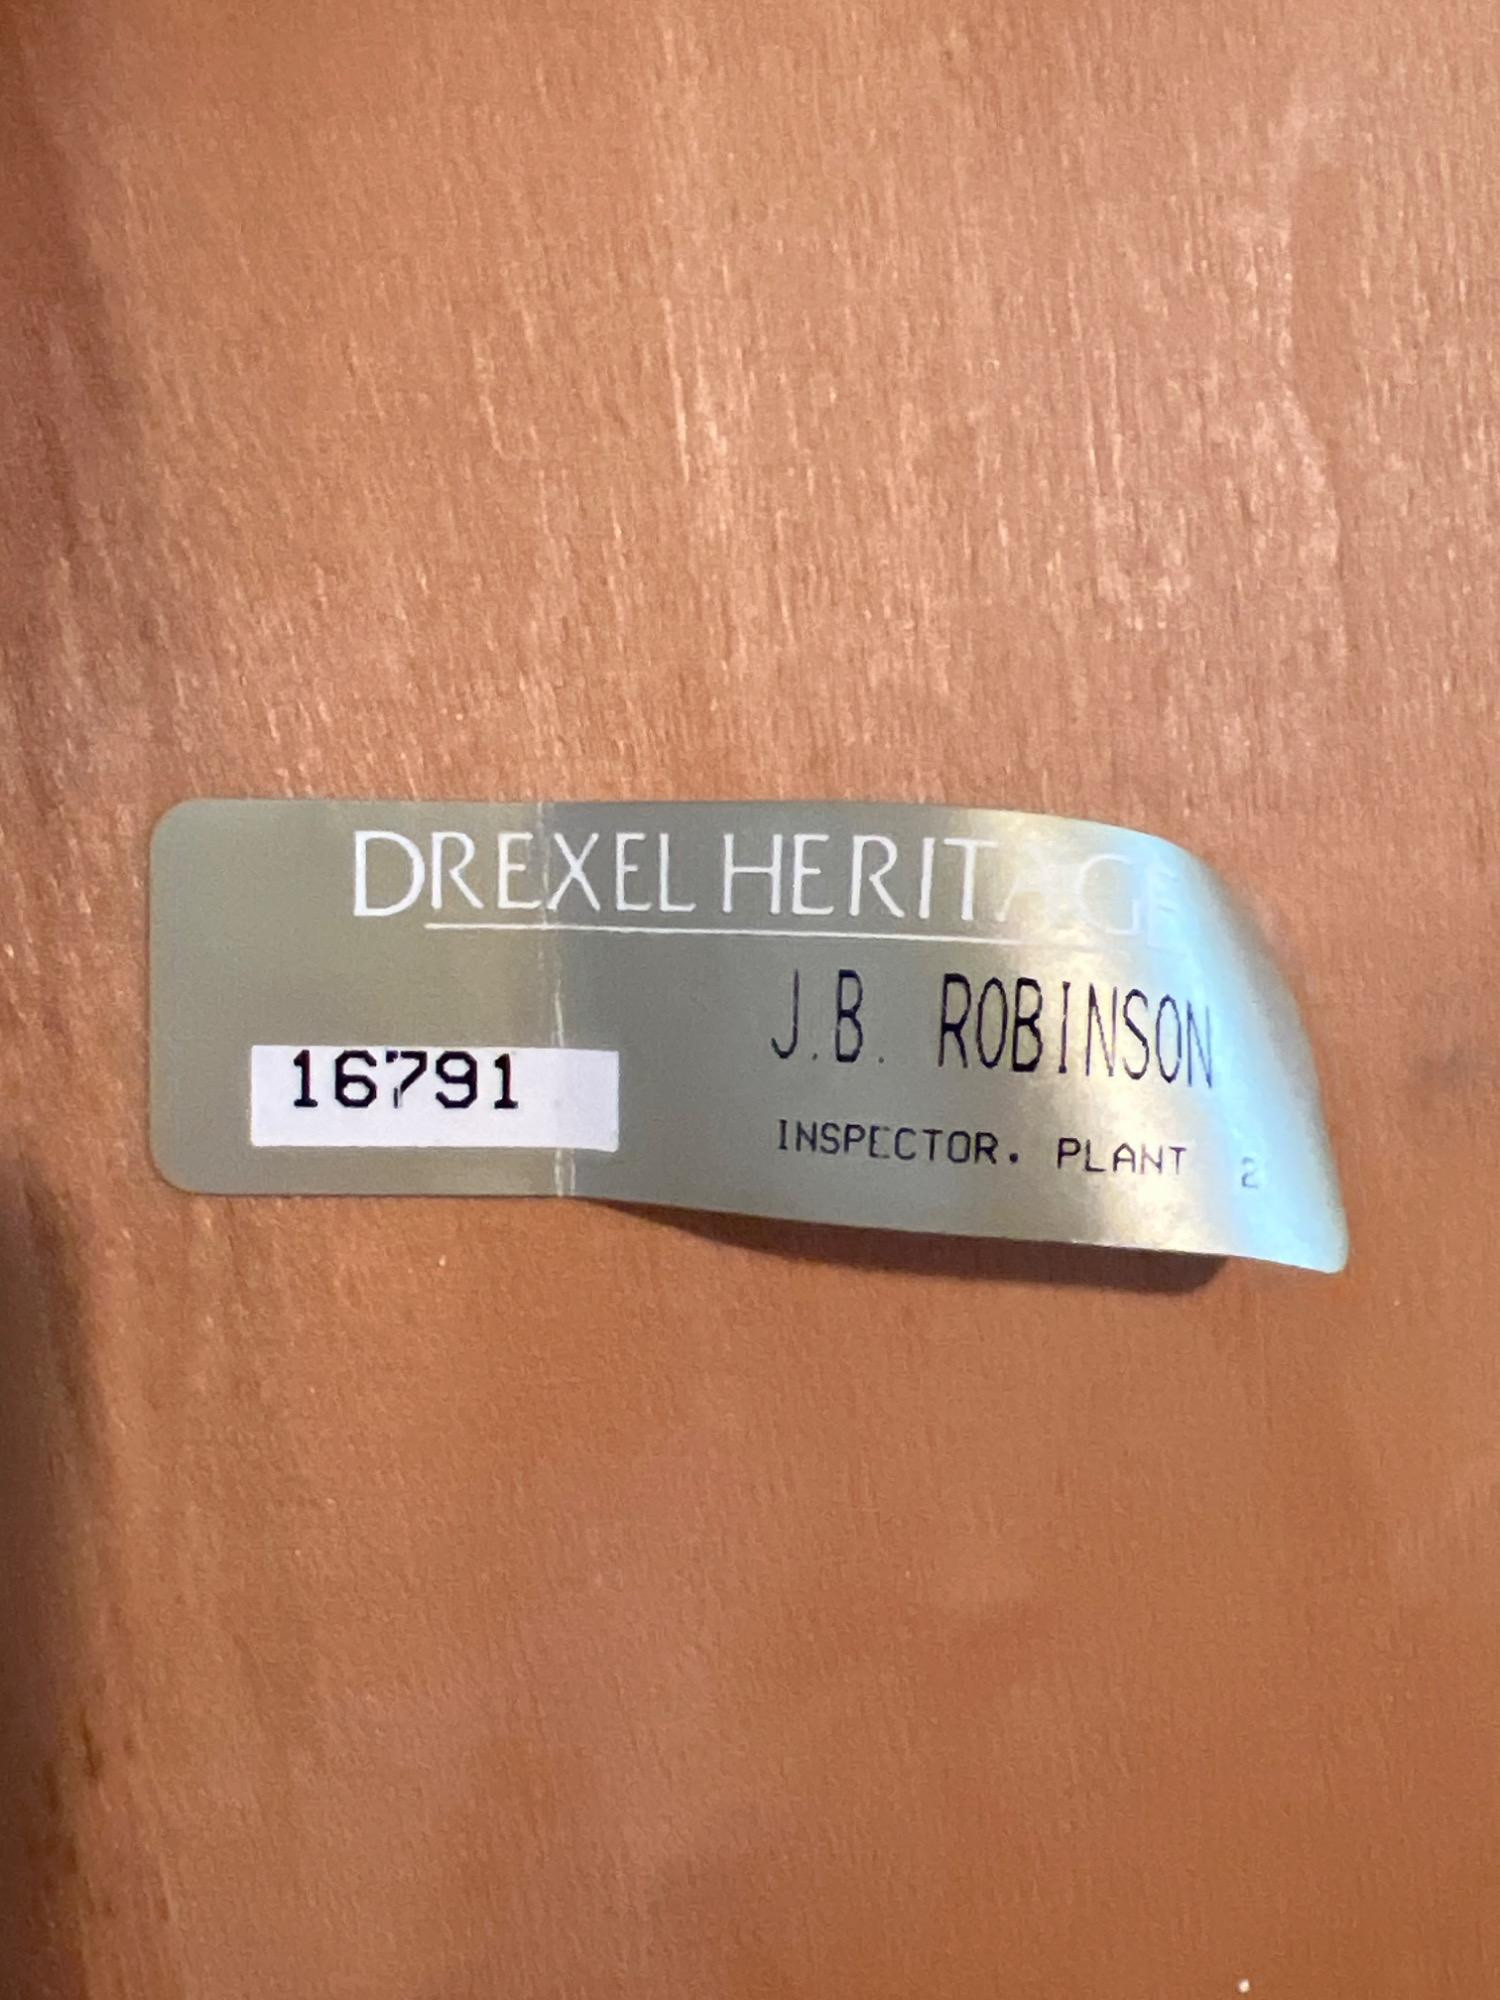 DREXEL HERITAGE
J.B. ROBINSON
16791
INSPECTOR. PLANT 2